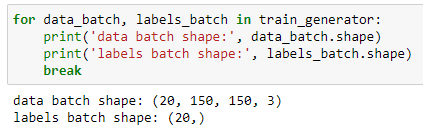 for data_batch, labels_batch in train_generator:
    print('data batch shape:', data_batch.shape)
    print('labels batch shape:', labels_batch.shape)
    break
data batch shape: (20, 150, 150, 3)
labels batch shape: (20,)